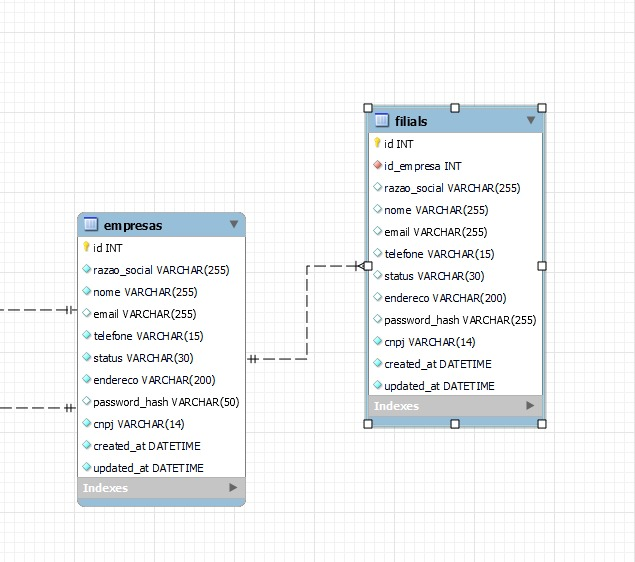 filials
id INT
id_empresa INT
razao_social VARCHAR(255)
nome VARCHAR(255)
email VARCHAR(255)
telefone VARCHAR(15)
status VARCHAR(30)
endereco VARCHAR(200)
password_hash VARCHAR(255)
cnpj VARCHAR(14)
created_at DATETIME
updated_at DATETIME
Indexes
empresas
id INT
razao_social VARCHAR(255)
nome VARCHAR(255)
email VARCHAR(255)
telefone VARCHAR(15)
status VARCHAR(30)
endereco VARCHAR(200)
password_hash VARCHAR(50)
cnpj VARCHAR(14)
created_at DATETIME
updated_at DATETIME
Indexes